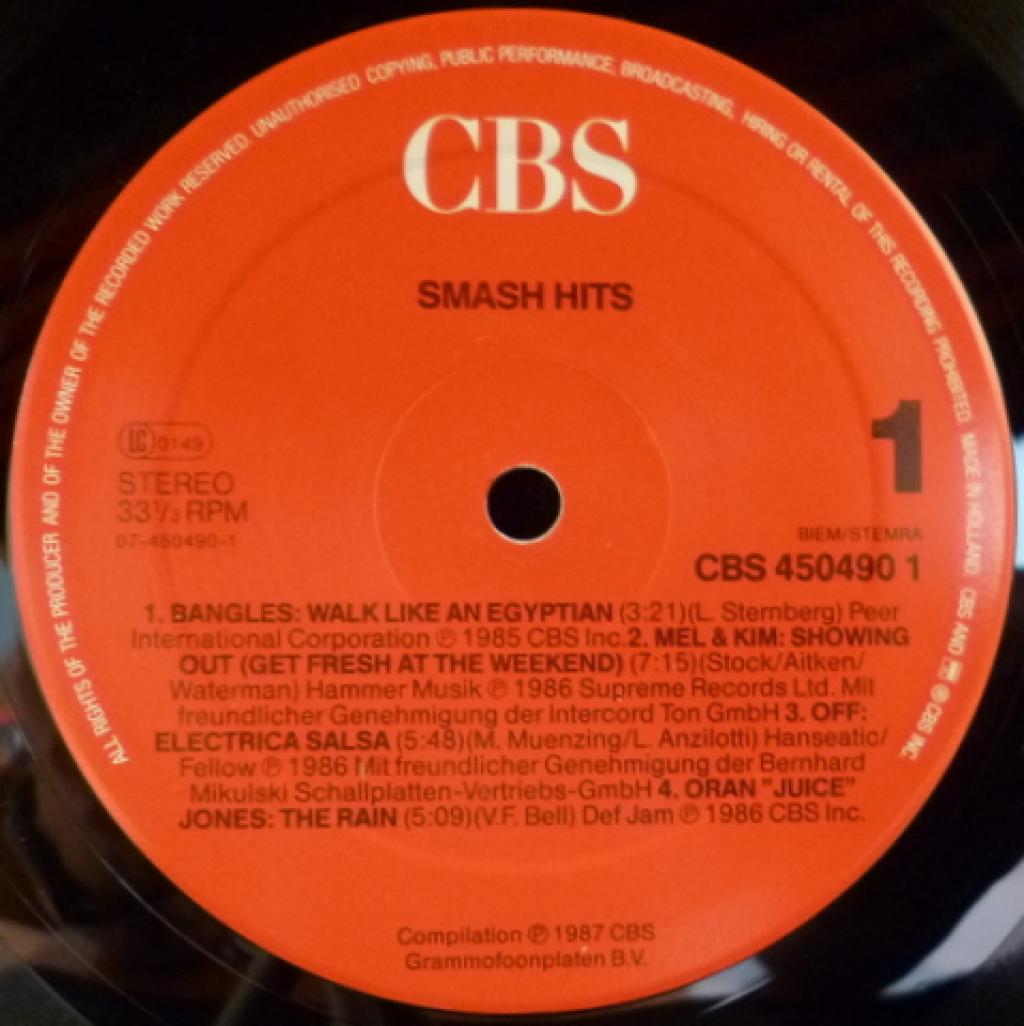 ALL RIGHTS OF THE PRODUCER AND OF THE OWNER OF THE RECORDED WORK RESERVED. UNAUTHORISED COPYING, PUBLIC PERFORMANCE, BROADCASTING, HIRING OR RENTAL OF THIS RECORDING PROHIBITED. MADE IN HOLLAND. CBS AND ℗ CBS INC.
CBS
SMASH HITS
LC 0149
STEREO
33⅓ RPM
07-450490-1
1
BIEM/STEMRA
CBS 450490 1
1. BANGLES: WALK LIKE AN EGYPTIAN (3:21)(L. Sternberg) Peer
International Corporation ℗ 1985 CBS Inc. 2. MEL & KIM: SHOWING
OUT (GET FRESH AT THE WEEKEND) (7:15)(Stock/Aitken/
Waterman) Hammer Musik ℗ 1986 Supreme Records Ltd. Mit
freundlicher Genehmigung der Intercord Ton GmbH 3. OFF:
ELECTRICA SALSA (5:48)(M. Muenzing/L. Anzilotti) Hanseatic/
Fellow ℗ 1986 Mit freundlicher Genehmigung der Bernhard
Mikulski Schallplatten-Vertriebs-GmbH 4. ORAN "JUICE"
JONES: THE RAIN (5:09)(V.F. Bell) Def Jam ℗ 1986 CBS Inc.
Compilation ℗ 1987 CBS
Grammofoonplaten B.V.